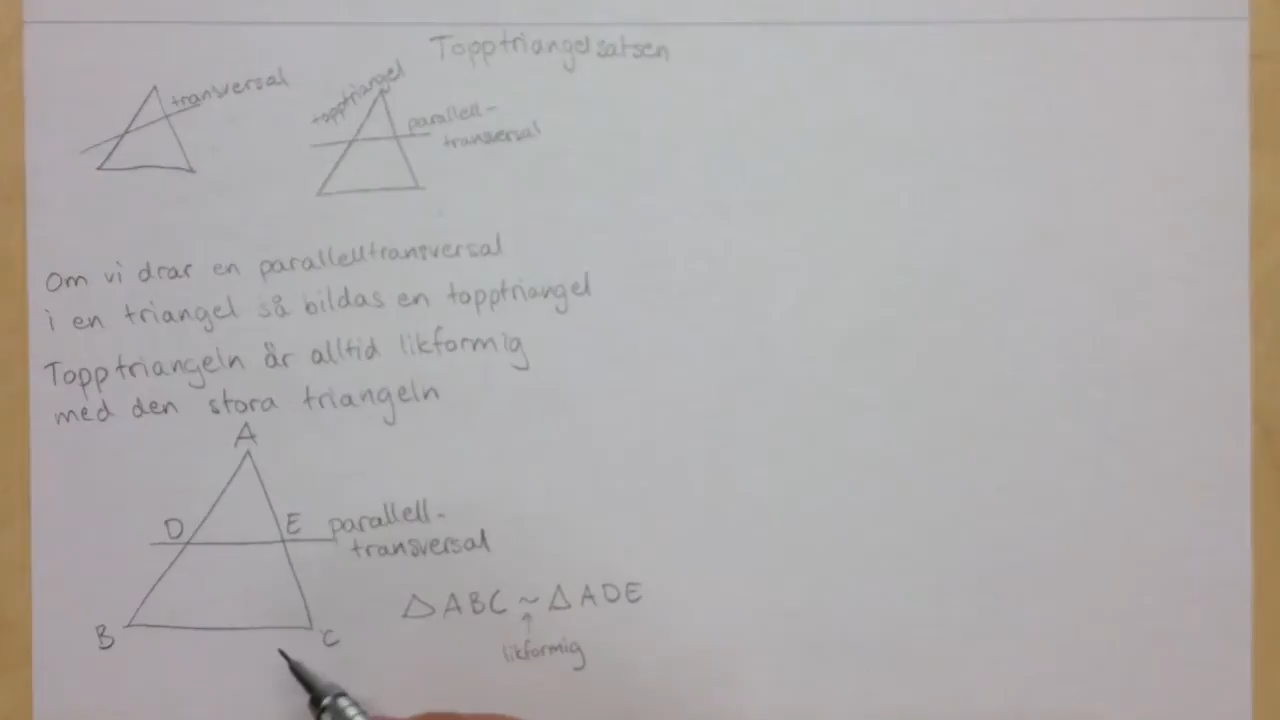 Topptriangelsatsen
transversal
topptriangel
parallell-
transversal
Om vi drar en parallelltransversal
i en triangel så bildas en topptriangel
Topptriangeln är alltid likformig
med den stora triangeln
A
D
E
parallell-
transversal
B
C
△ABC ~ △ADE
↑
likformig